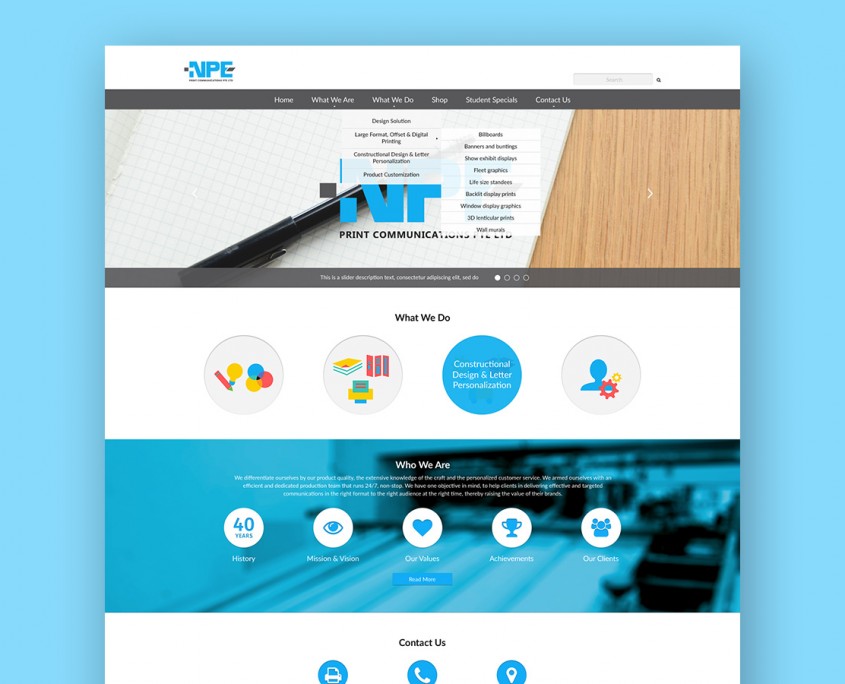 NPE
PRINT COMMUNICATIONS PTE LTD
Search
Home What We Are What We Do Shop Student Specials Contact Us
Design Solution
Large Format, Offset & Digital
Printing
Constructional Design & Letter
Personalization
Product Customization
Billboards
Banners and buntings
Show exhibit displays
Fleet graphics
Life size standees
Backlit display prints
Window display graphics
3D lenticular prints
Wall murals
PRINT COMMUNICATIONS PTE LTD
This is a slider description text, consectetur adipiscing elit, sed do
What We Do
Constructional
Design & Letter
Personalization
Who We Are
We differentiate ourselves by our product quality, the extensive knowledge of the craft and the personalized customer service. We armed ourselves with an
efficient and dedicated production team that runs 24/7, non-stop. We have one objective in mind, to help clients in delivering effective and targeted
communications in the right format to the right audience at the right time, thereby raising the value of their brands.
40
YEARS
History Mission & Vision Our Values Achievements Our Clients
Read More
Contact Us